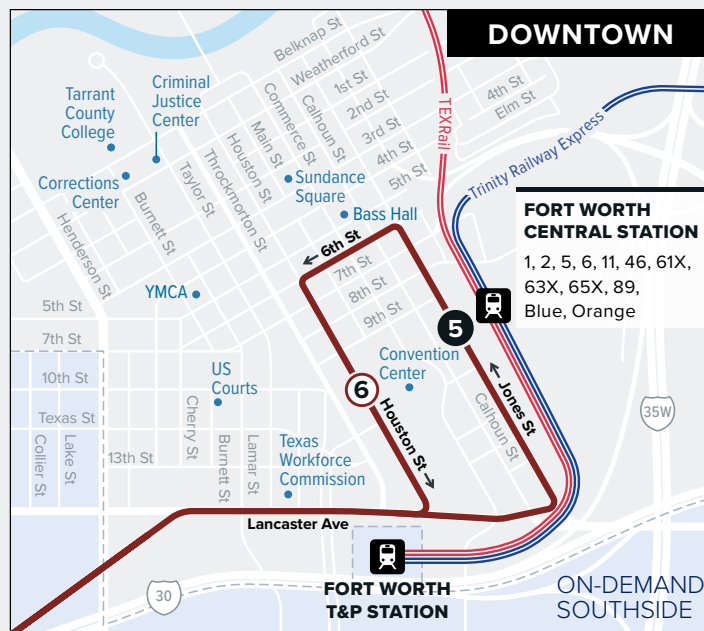 DOWNTOWN
Belknap St
Weatherford St
1st St
2nd St
3rd St
4th St
5th St
4th St
Elm St
TEXRail
Trinity Railway Express
Criminal
Justice
Center
Tarrant
County
College
Corrections
Center
Commerce St
Calhoun St
Main St
Houston St
Throckmorton St
Taylor St
Burnett St
Henderson St
Sundance
Square
Bass Hall
FORT WORTH
CENTRAL STATION
1, 2, 5, 6, 11, 46, 61X,
63X, 65X, 89,
Blue, Orange
6th St
7th St
8th St
9th St
YMCA
5th St
7th St
10th St
Texas St
13th St
Collier St
Lake St
US
Courts
Cherry St
Burnett St
Lamar St
Texas
Workforce
Commission
5
6
Convention
Center
Houston St
Jones St
Calhoun St
35W
Lancaster Ave
30
FORT WORTH
T&P STATION
ON-DEMAND
SOUTHSIDE